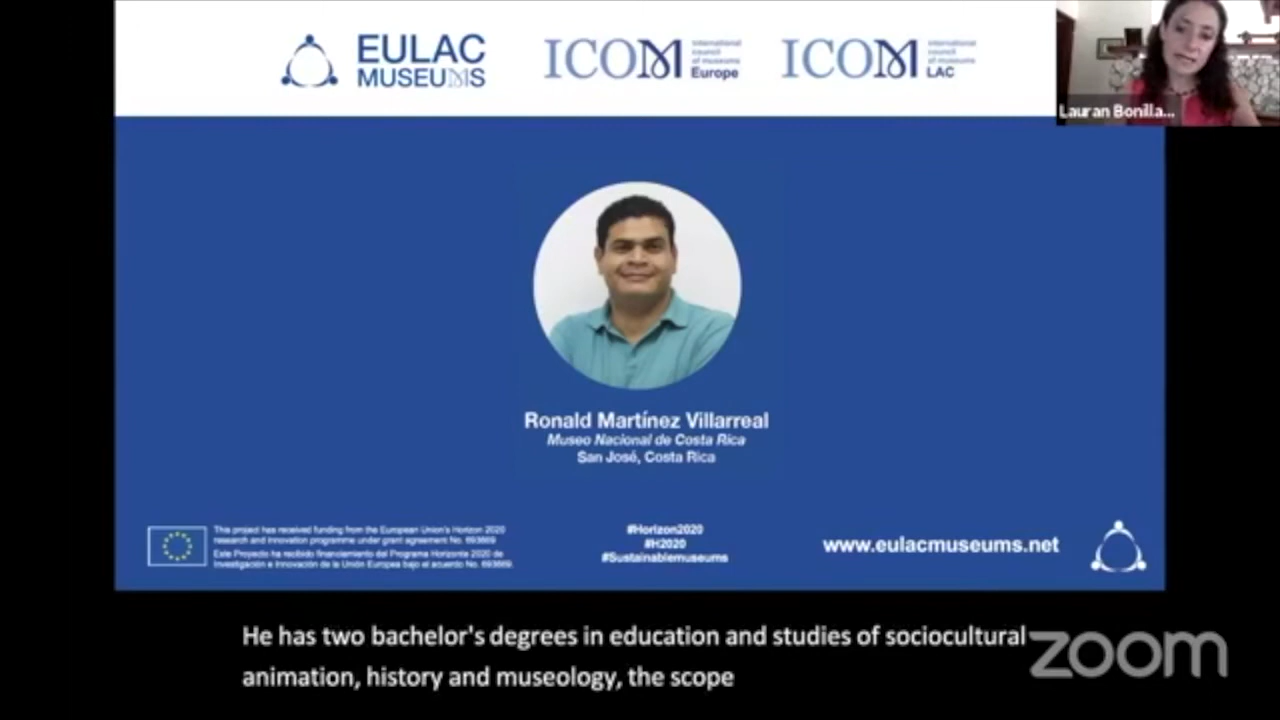 EULAC
MUSEUMS
ICOM
international
council
of museums
Europe
ICOM
international
council
of museums
LAC
Lauran Bonilla...
Ronald Martínez Villarreal
Museo Nacional de Costa Rica
San José, Costa Rica
This project has received funding from the European Union's Horizon 2020
research and innovation programme under grant agreement No. 693669
Este Proyecto ha recibido financiamiento del Programa Horizonte 2020 de
Investigación e Innovación de la Unión Europea bajo el acuerdo No. 693669.
#Horizon2020
#H2020
#Sustainablemuseums
www.eulacmuseums.net
He has two bachelor's degrees in education and studies of sociocultural
animation, history and museology, the scope
zoom